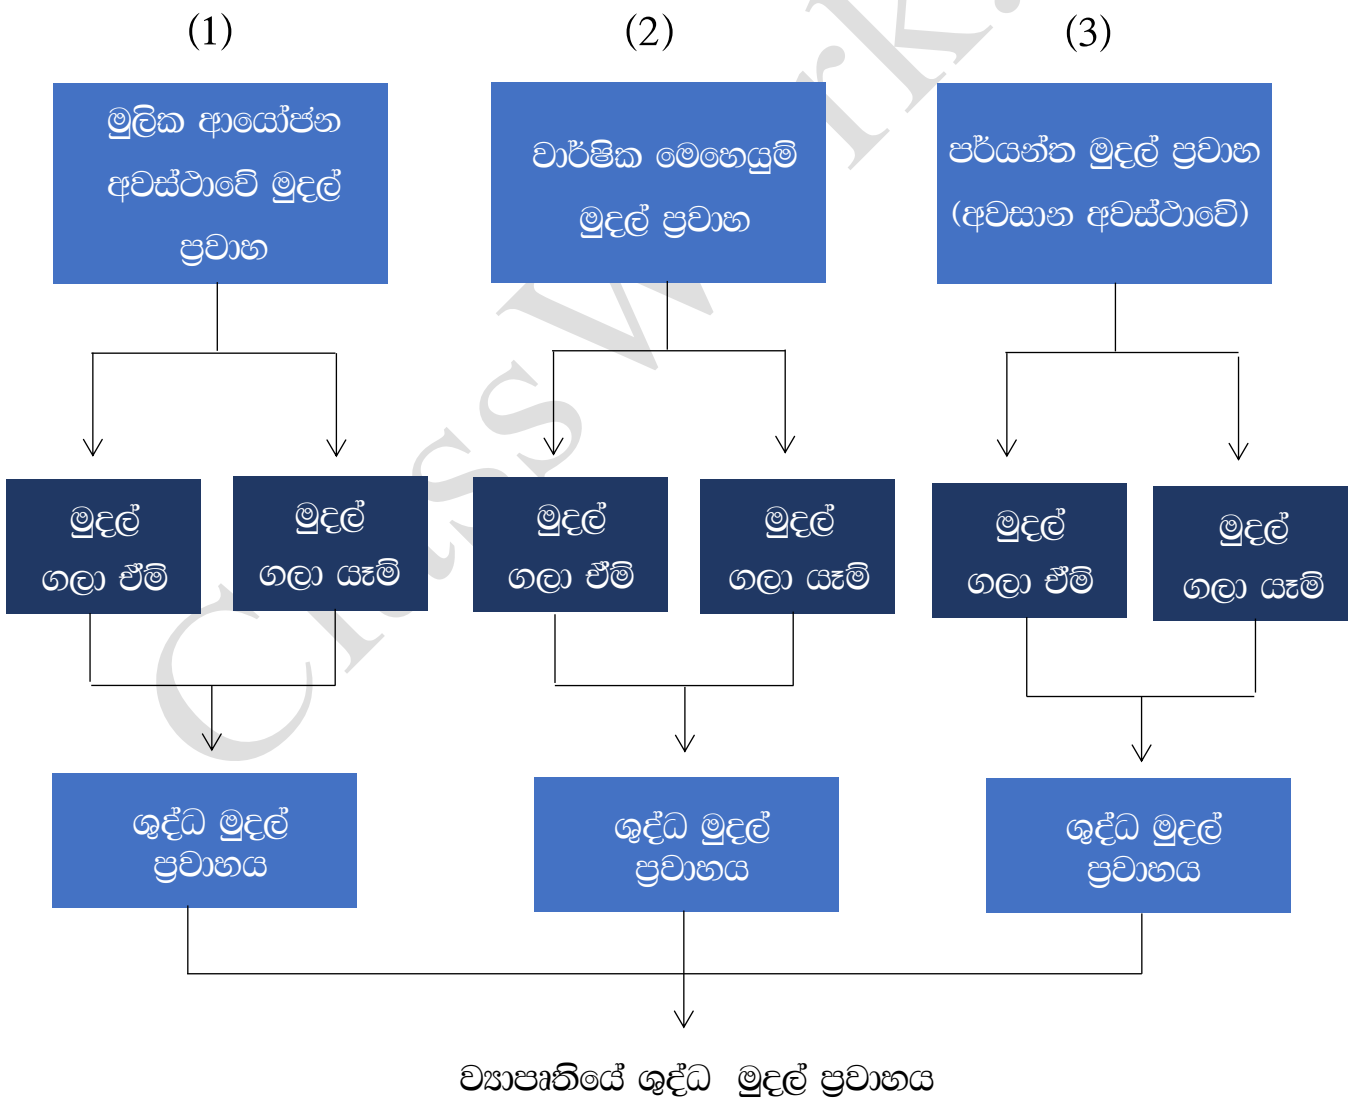 (1)
(2)
(3)
මුලික ආයෝජන
අවස්ථාවේ මුදල්
ප්‍රවාහ
වාර්ෂික මෙහෙයුම්
මුදල් ප්‍රවාහ
පර්යන්ත මුදල් ප්‍රවාහ
(අවසාන අවස්ථාවේ)
මුදල්
ගලා ඒම්
මුදල්
ගලා යෑම්
මුදල්
ගලා ඒම්
මුදල්
ගලා යෑම්
මුදල්
ගලා ඒම්
මුදල්
ගලා යෑම්
ශුද්ධ මුදල්
ප්‍රවාහය
ශුද්ධ මුදල්
ප්‍රවාහය
ශුද්ධ මුදල්
ප්‍රවාහය
ව්‍යාපෘතියේ ශුද්ධ මුදල් ප්‍රවාහය